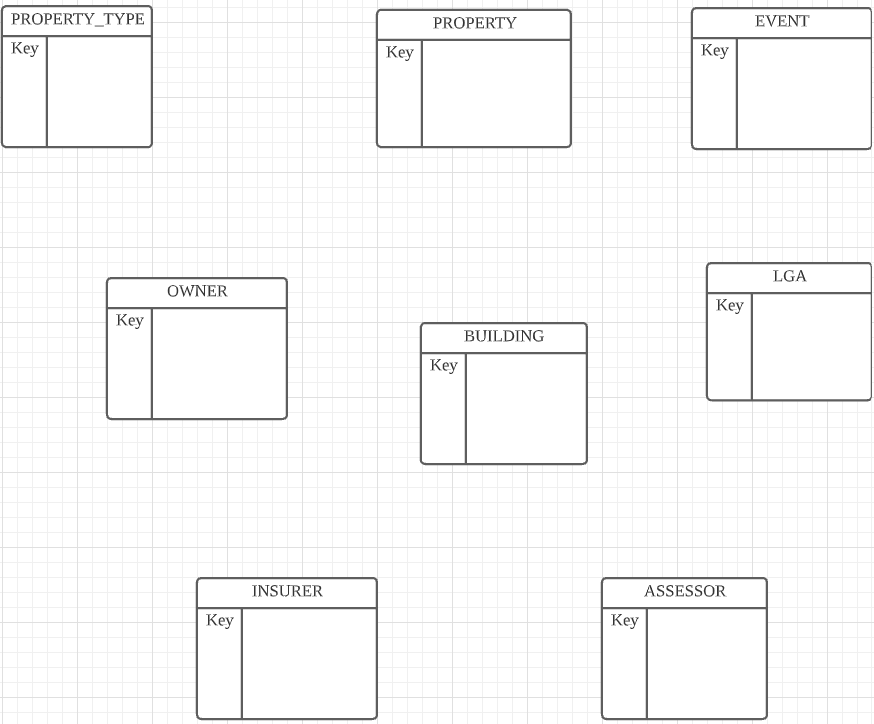 PROPERTY_TYPE
Key
PROPERTY
Key
EVENT
Key
OWNER
Key
BUILDING
Key
LGA
Key
INSURER
Key
ASSESSOR
Key